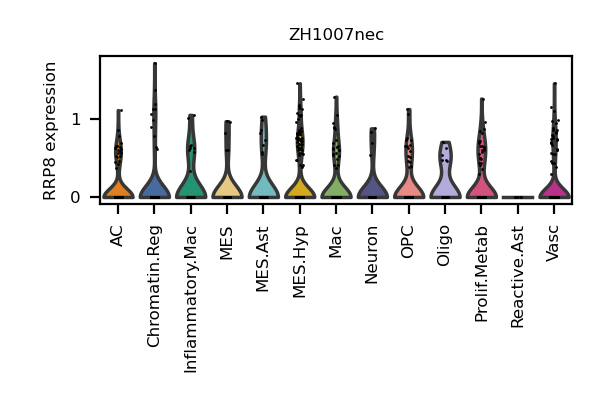 ZH1007nec
RRP8 expression
1
0
AC
Chromatin.Reg
Inflammatory.Mac
MES
MES.Ast
MES.Hyp
Mac
Neuron
OPC
Oligo
Prolif.Metab
Reactive.Ast
Vasc